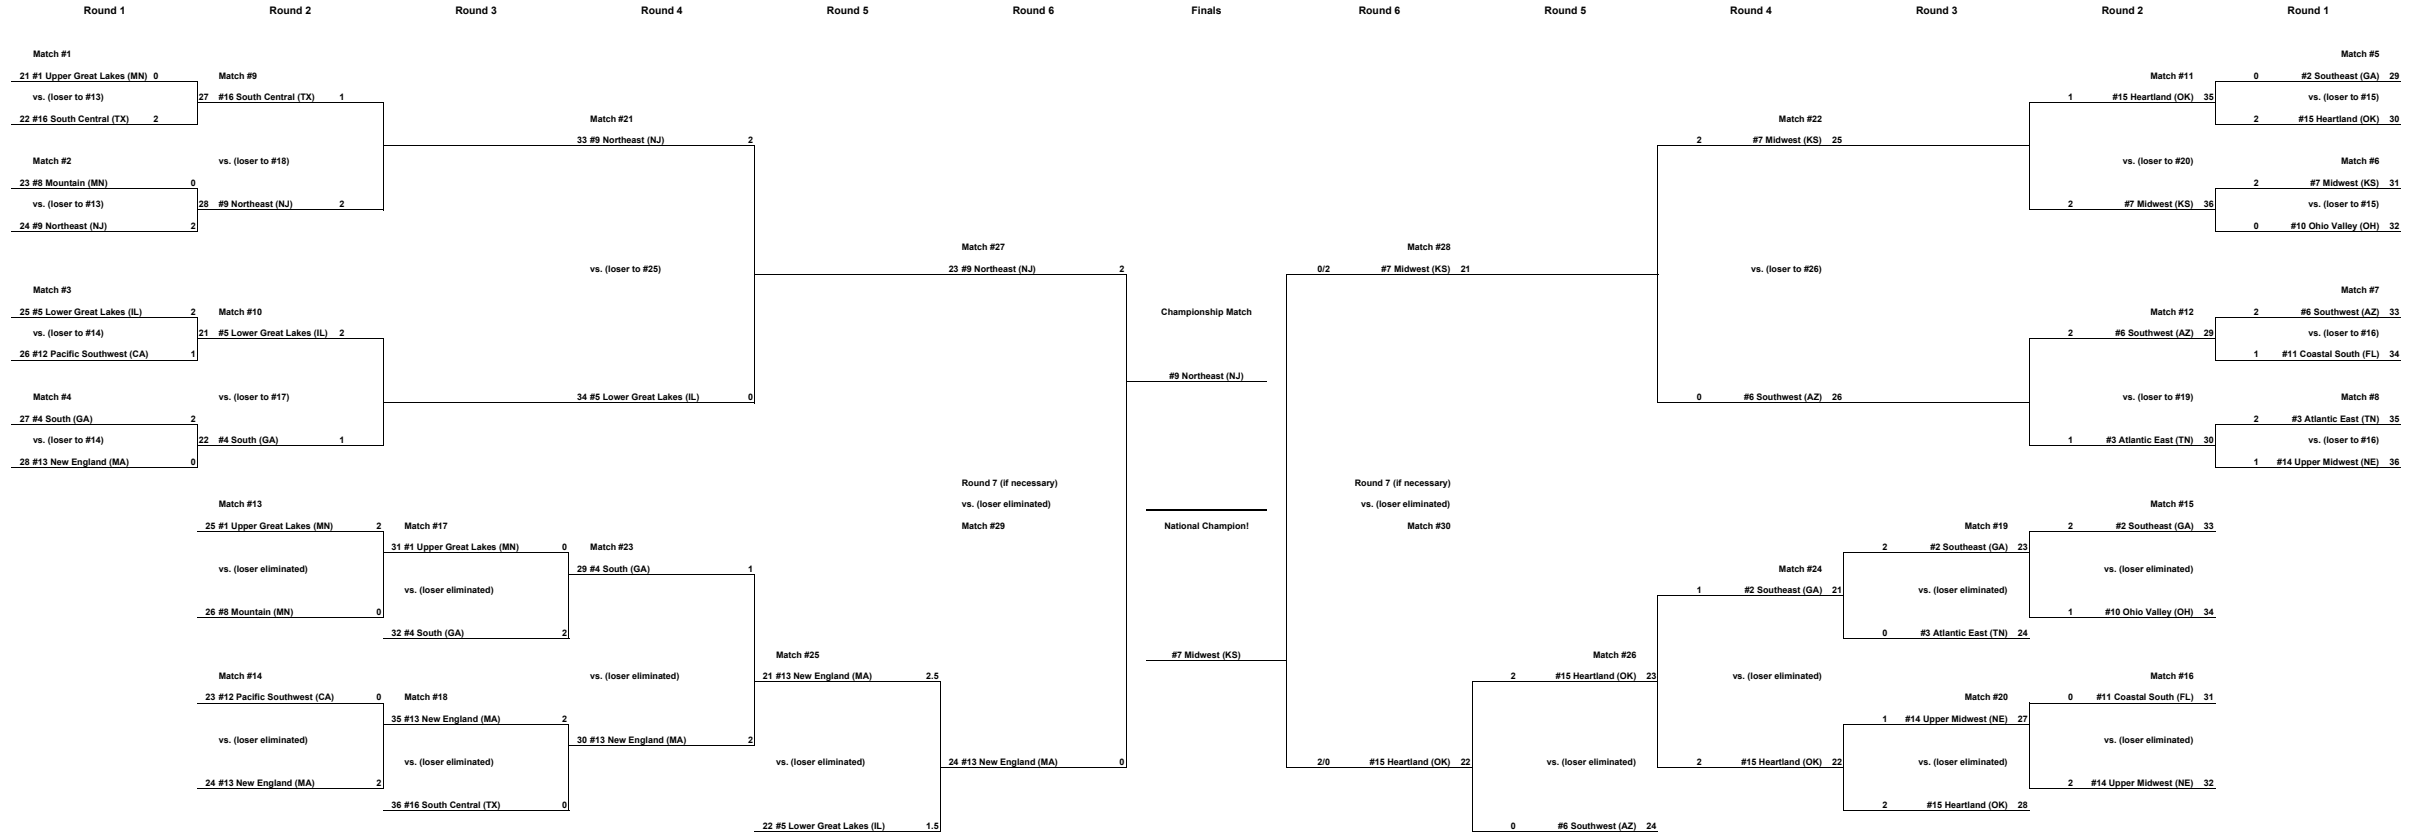 Round 1 Round 2 Round 3 Round 4 Round 5 Round 6 Finals Round 6 Round 5 Round 4 Round 3 Round 2 Round 1
Match #1 Match #5
21 #1 Upper Great Lakes (MN) 0 Match #9 Match #11 0 #2 Southeast (GA) 29
vs. (loser to #13) 27 #16 South Central (TX) 1 1 #15 Heartland (OK) 35 vs. (loser to #15)
22 #16 South Central (TX) 2 Match #21 Match #22 2 #15 Heartland (OK) 30
33 #9 Northeast (NJ) 2 2 #7 Midwest (KS) 25
Match #2 vs. (loser to #18) vs. (loser to #20) Match #6
23 #8 Mountain (MN) 0 2 #7 Midwest (KS) 31
vs. (loser to #13) 28 #9 Northeast (NJ) 2 2 #7 Midwest (KS) 36 vs. (loser to #15)
24 #9 Northeast (NJ) 2 0 #10 Ohio Valley (OH) 32
Match #27 Match #28
vs. (loser to #25) 23 #9 Northeast (NJ) 2 0/2 #7 Midwest (KS) 21 vs. (loser to #26)
Match #3 Match #7
25 #5 Lower Great Lakes (IL) 2 Match #10 Championship Match Match #12 2 #6 Southwest (AZ) 33
vs. (loser to #14) 21 #5 Lower Great Lakes (IL) 2 2 #6 Southwest (AZ) 29 vs. (loser to #16)
26 #12 Pacific Southwest (CA) 1 1 #11 Coastal South (FL) 34
#9 Northeast (NJ)
Match #4 vs. (loser to #17) 34 #5 Lower Great Lakes (IL) 0 0 #6 Southwest (AZ) 26 vs. (loser to #19) Match #8
27 #4 South (GA) 2 2 #3 Atlantic East (TN) 35
vs. (loser to #14) 22 #4 South (GA) 1 1 #3 Atlantic East (TN) 30 vs. (loser to #16)
28 #13 New England (MA) 0 1 #14 Upper Midwest (NE) 36
Round 7 (if necessary) Round 7 (if necessary)
Match #13 vs. (loser eliminated) vs. (loser eliminated) Match #15
25 #1 Upper Great Lakes (MN) 2 Match #17 Match #29 National Champion! Match #30 Match #19 2 #2 Southeast (GA) 33
31 #1 Upper Great Lakes (MN) 0 Match #23 2 #2 Southeast (GA) 23
vs. (loser eliminated) 29 #4 South (GA) 1 Match #24 vs. (loser eliminated)
vs. (loser eliminated) 1 #2 Southeast (GA) 21 vs. (loser eliminated)
26 #8 Mountain (MN) 0 1 #10 Ohio Valley (OH) 34
32 #4 South (GA) 2 0 #3 Atlantic East (TN) 24
Match #25 #7 Midwest (KS) Match #26
Match #14 vs. (loser eliminated) 21 #13 New England (MA) 2.5 2 #15 Heartland (OK) 23 vs. (loser eliminated) Match #16
23 #12 Pacific Southwest (CA) 0 Match #18 Match #20 0 #11 Coastal South (FL) 31
35 #13 New England (MA) 2 1 #14 Upper Midwest (NE) 27
vs. (loser eliminated) 30 #13 New England (MA) 2 vs. (loser eliminated)
vs. (loser eliminated) vs. (loser eliminated) 24 #13 New England (MA) 0 2/0 #15 Heartland (OK) 22 vs. (loser eliminated) 2 #15 Heartland (OK) 22 vs. (loser eliminated)
24 #13 New England (MA) 2 2 #14 Upper Midwest (NE) 32
36 #16 South Central (TX) 0 2 #15 Heartland (OK) 28
22 #5 Lower Great Lakes (IL) 1.5 0 #6 Southwest (AZ) 24